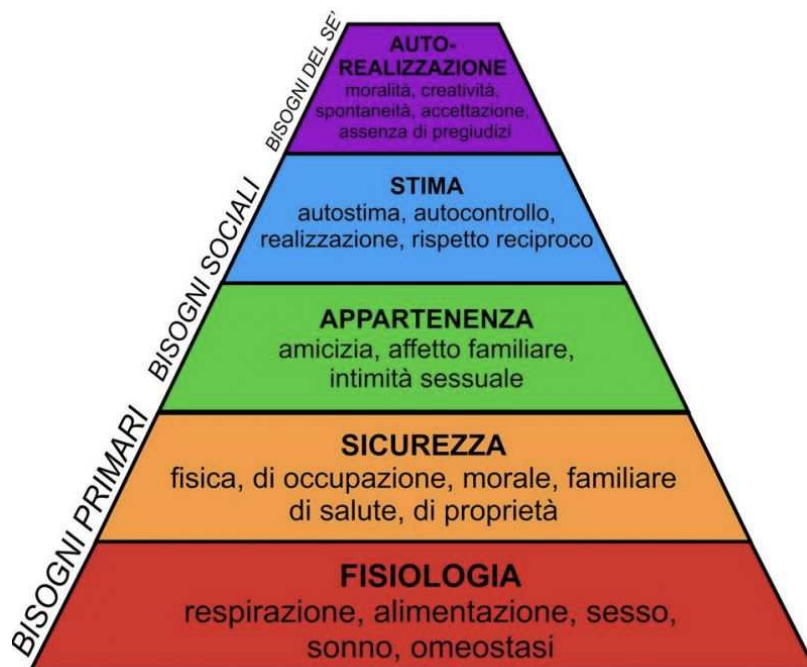 BISOGNI DEL SE'
AUTO-
REALIZZAZIONE
moralità, creatività,
spontaneità, accettazione,
assenza di pregiudizi
BISOGNI SOCIALI
STIMA
autostima, autocontrollo,
realizzazione, rispetto reciproco
APPARTENENZA
amicizia, affetto familiare,
intimità sessuale
BISOGNI PRIMARI
SICUREZZA
fisica, di occupazione, morale, familiare
di salute, di proprietà
FISIOLOGIA
respirazione, alimentazione, sesso,
sonno, omeostasi